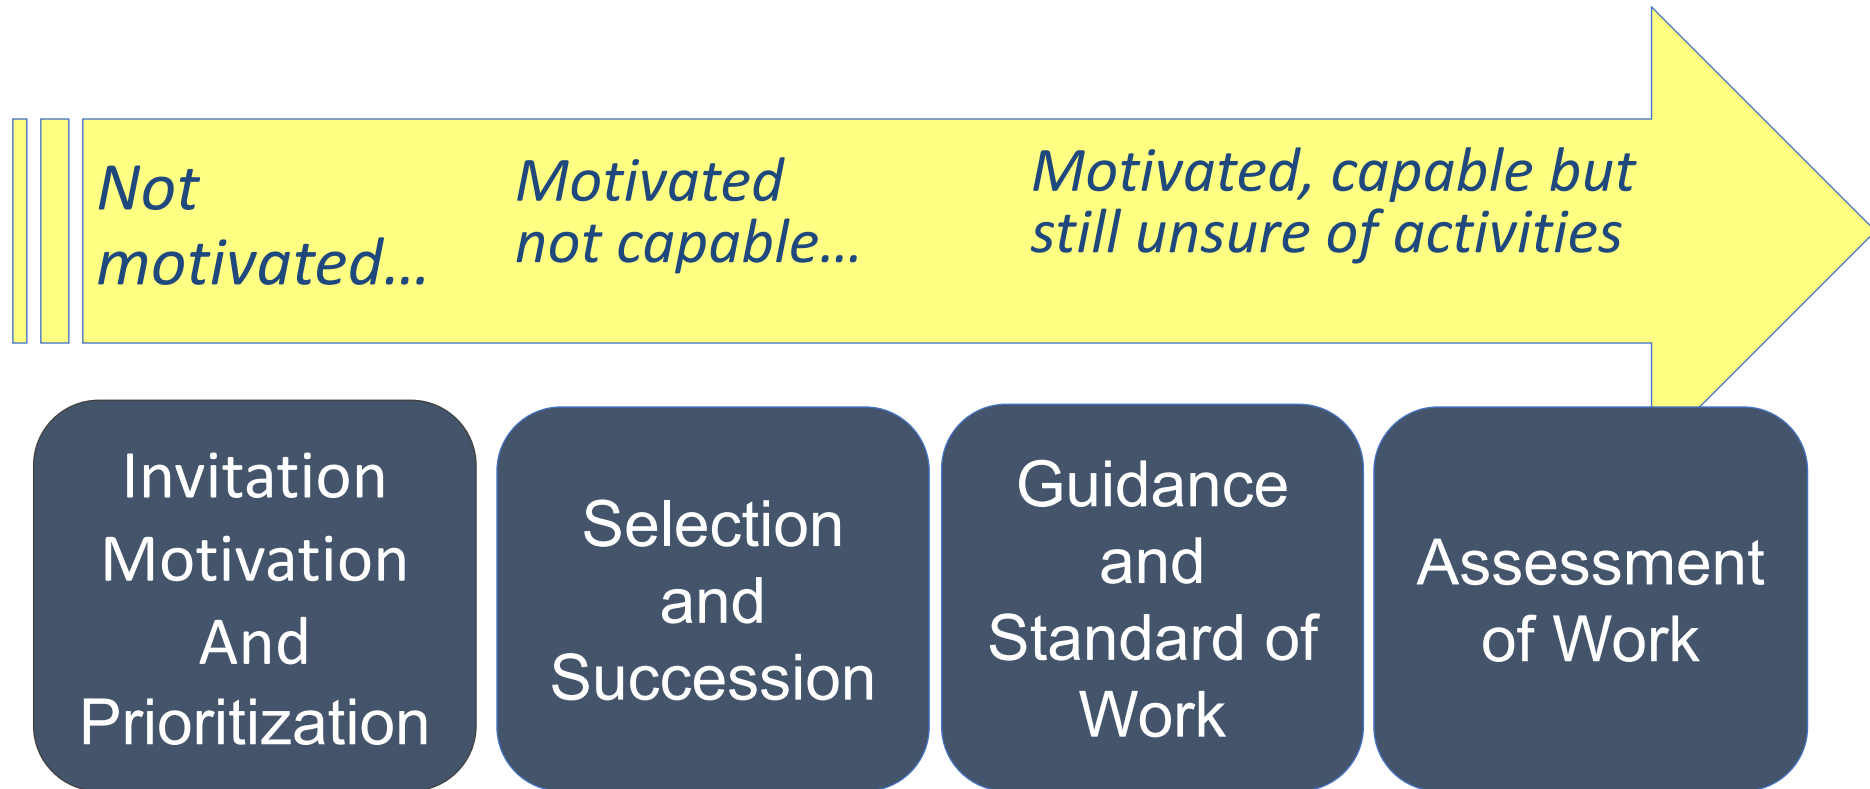 Not
motivated…
Motivated
not capable…
Motivated, capable but
still unsure of activities
Invitation
Motivation
And
Prioritization
Selection
and
Succession
Guidance
and
Standard of
Work
Assessment
of Work